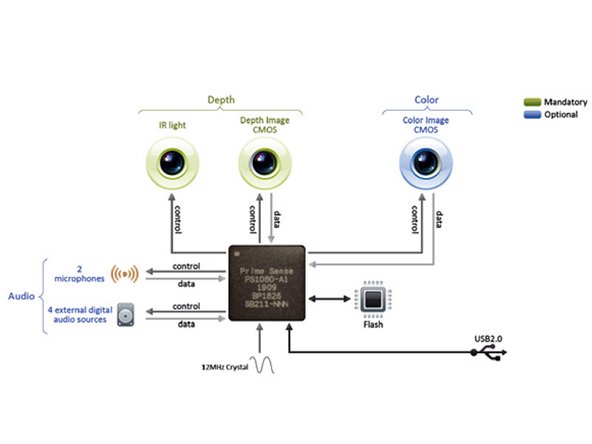 Depth
Color
IR light
Depth Image
CMOS
Color Image
CMOS
Mandatory
Optional
control
control
data
control
data
Audio
2
microphones
control
data
4 external digital
audio sources
control
data
Prime Sense
PS1080-A1
1909
BP1826
SB211-NNN
Flash
12MHz Crystal
USB2.0